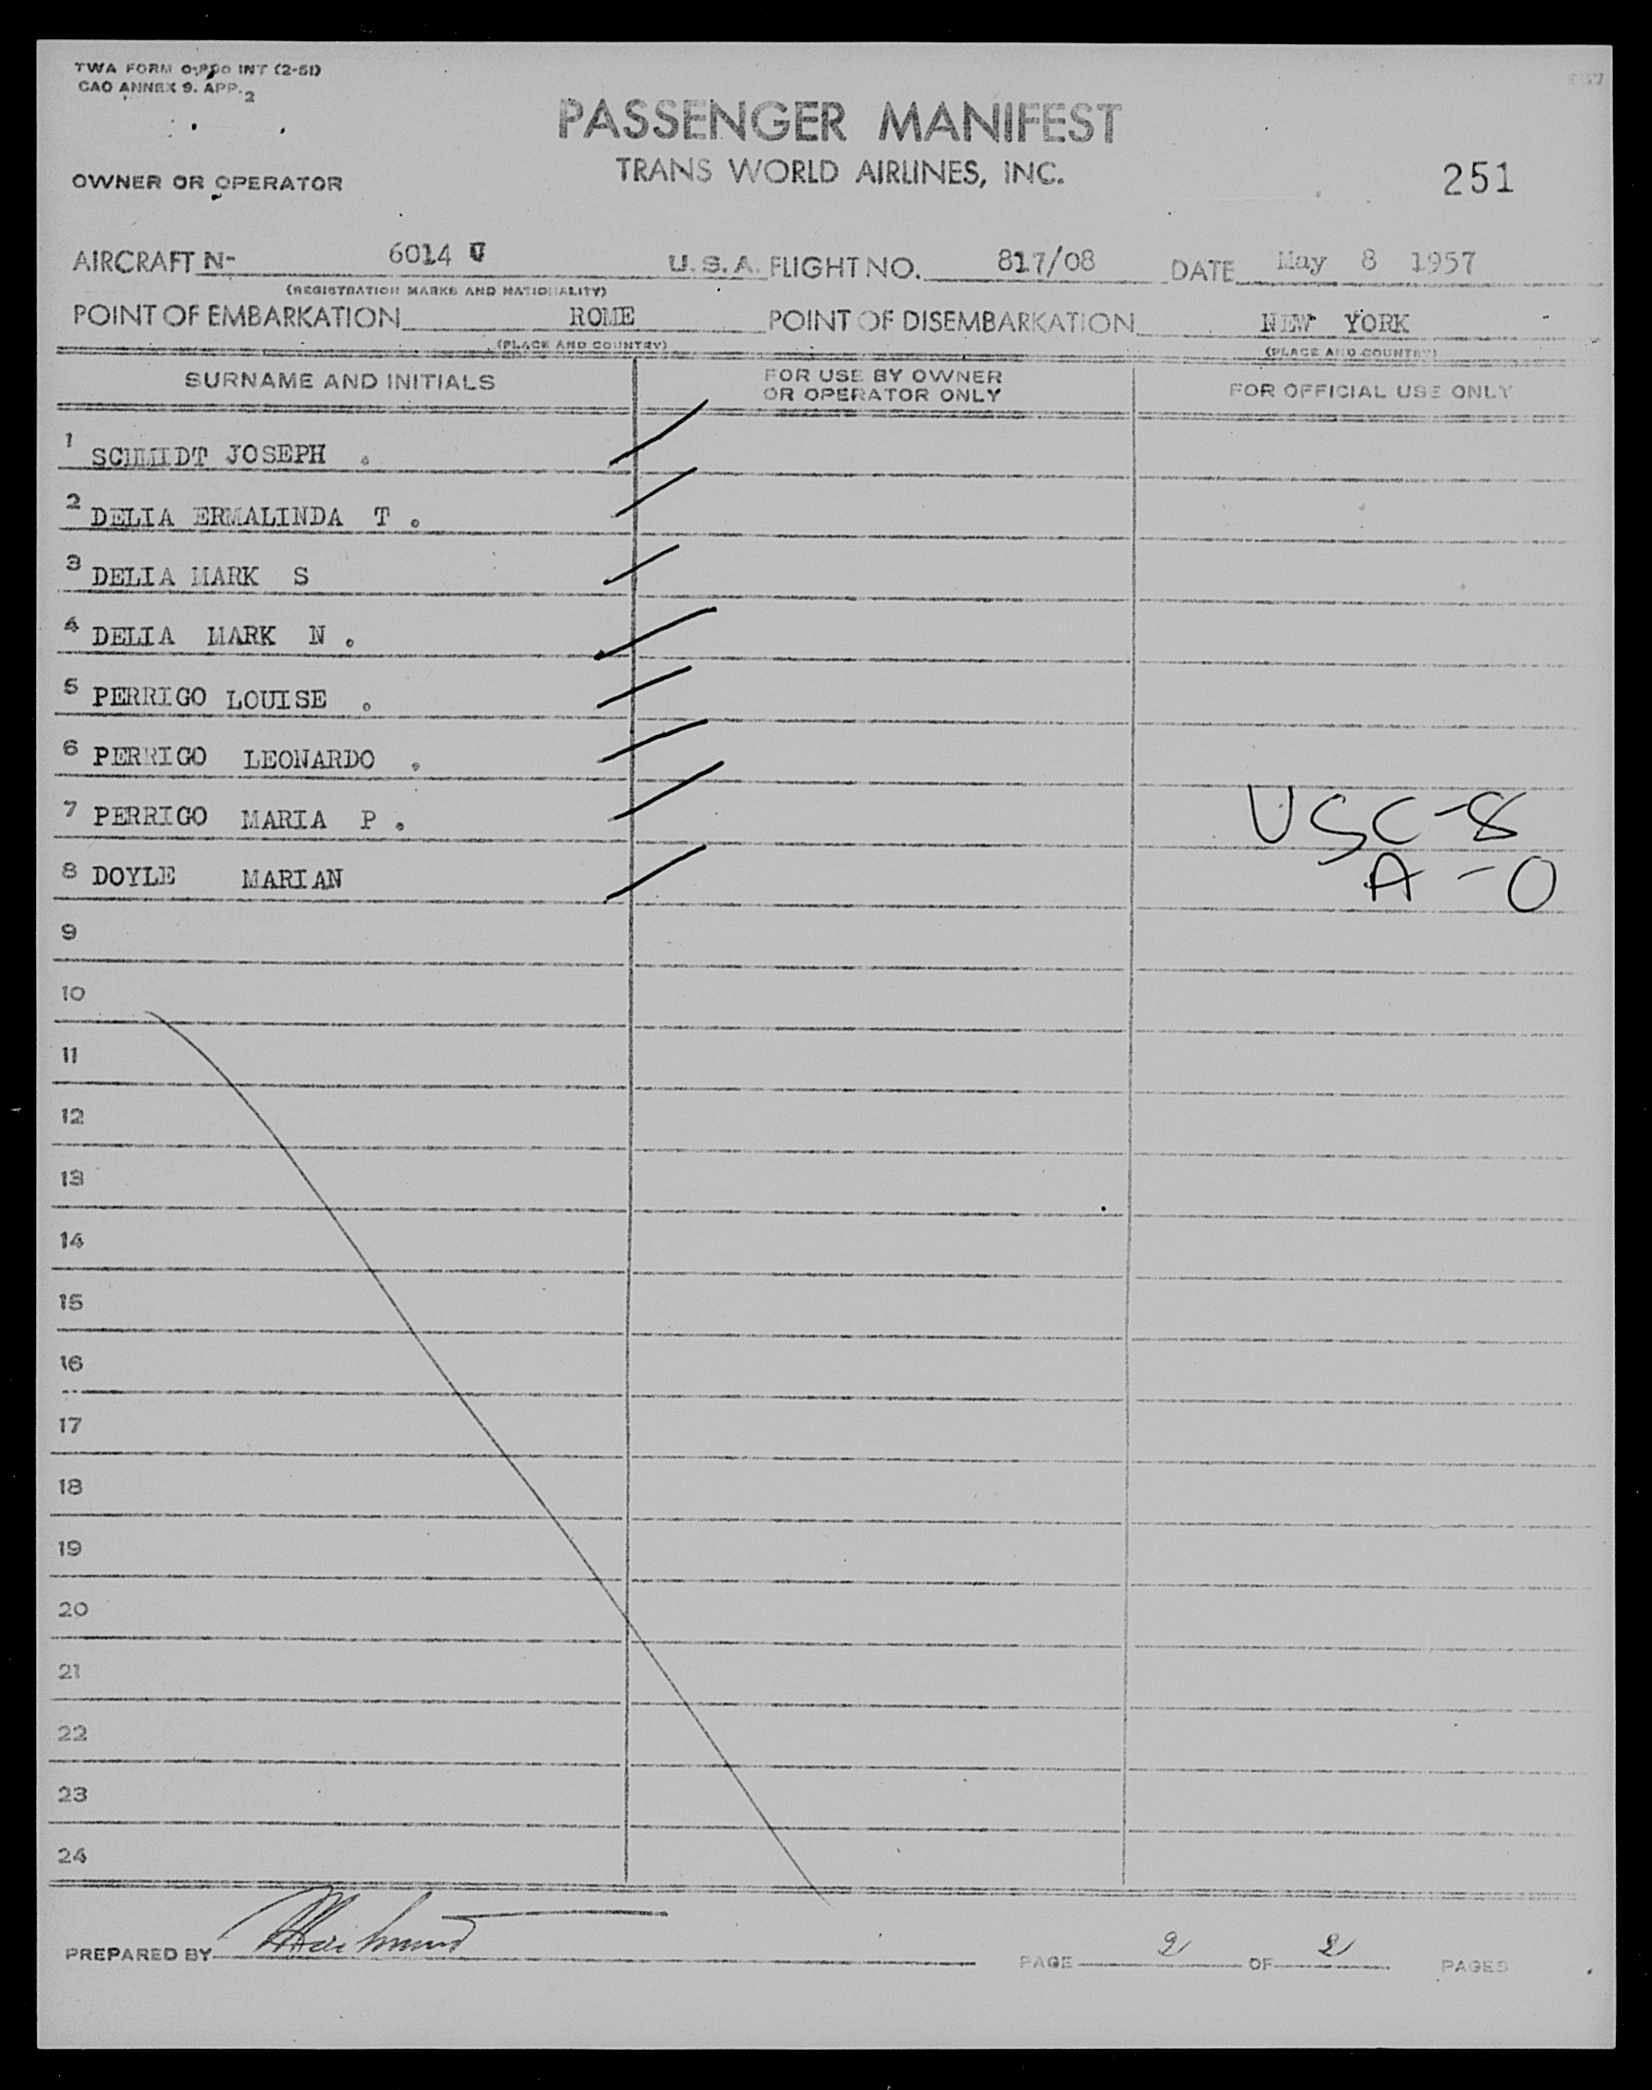 TWA FORM INT (2-51)
CAO ANNEX 9. APP. 2
PASSENGER MANIFEST
TRANS WORLD AIRLINES, INC.
OWNER OR OPERATOR
251
AIRCRAFT N- 6014 U U.S.A. FLIGHT NO. 817/08 DATE May 8 1957
(REGISTRATION MARKS AND NATIONALITY)
POINT OF EMBARKATION ROME POINT OF DISEMBARKATION NEW YORK
(PLACE AND COUNTRY) (PLACE AND COUNTRY)
SURNAME AND INITIALS FOR USE BY OWNER OR OPERATOR ONLY FOR OFFICIAL USE ONLY
1 SCHMIDT JOSEPH .
2 DELIA ERMALINDA T .
3 DELIA MARK S
4 DELIA MARK N .
5 PERRIGO LOUISE .
6 PERRIGO LEONARDO .
7 PERRIGO MARIA P . USC-8
8 DOYLE MARIAN A-0
9
10
11
12
13
14
15
16
17
18
19
20
21
22
23
24
PREPARED BY PAGE 2 OF 2 PAGES